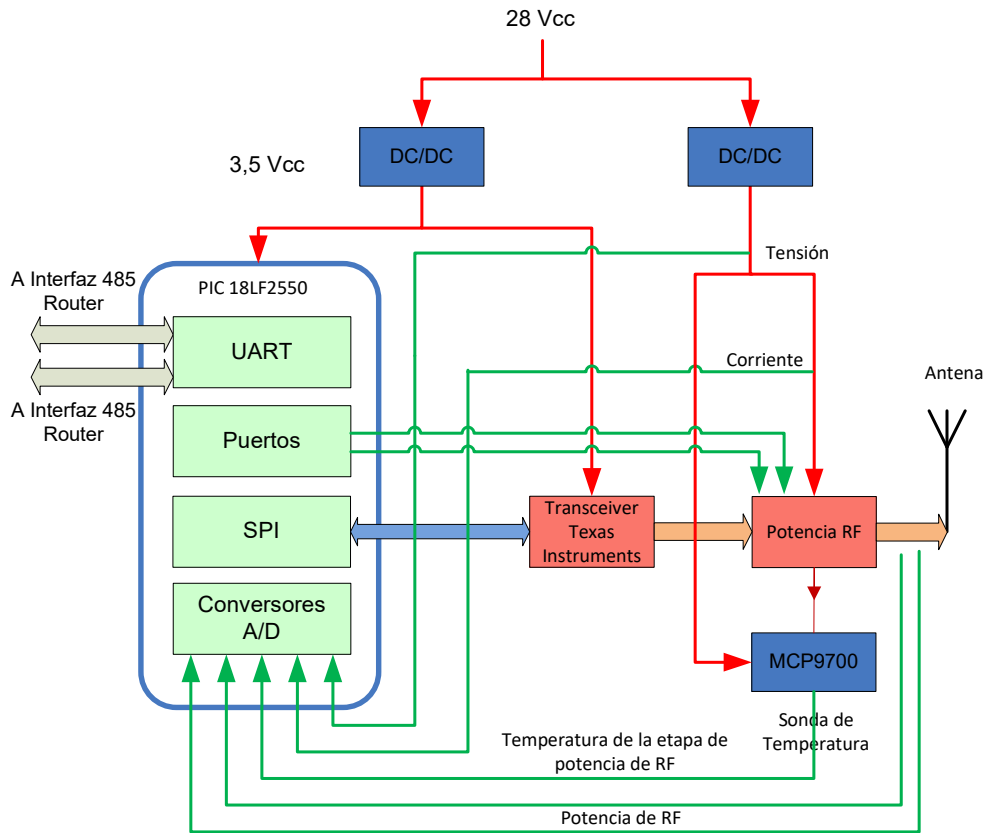 28 Vcc
DC/DC
DC/DC
3,5 Vcc
Tensión
A Interfaz 485
Router
PIC 18LF2550
UART
Corriente
Antena
A Interfaz 485
Router
Puertos
SPI
Transceiver
Texas
Instruments
Potencia RF
Conversores
A/D
MCP9700
Sonda de
Temperatura
Temperatura de la etapa de
potencia de RF
Potencia de RF